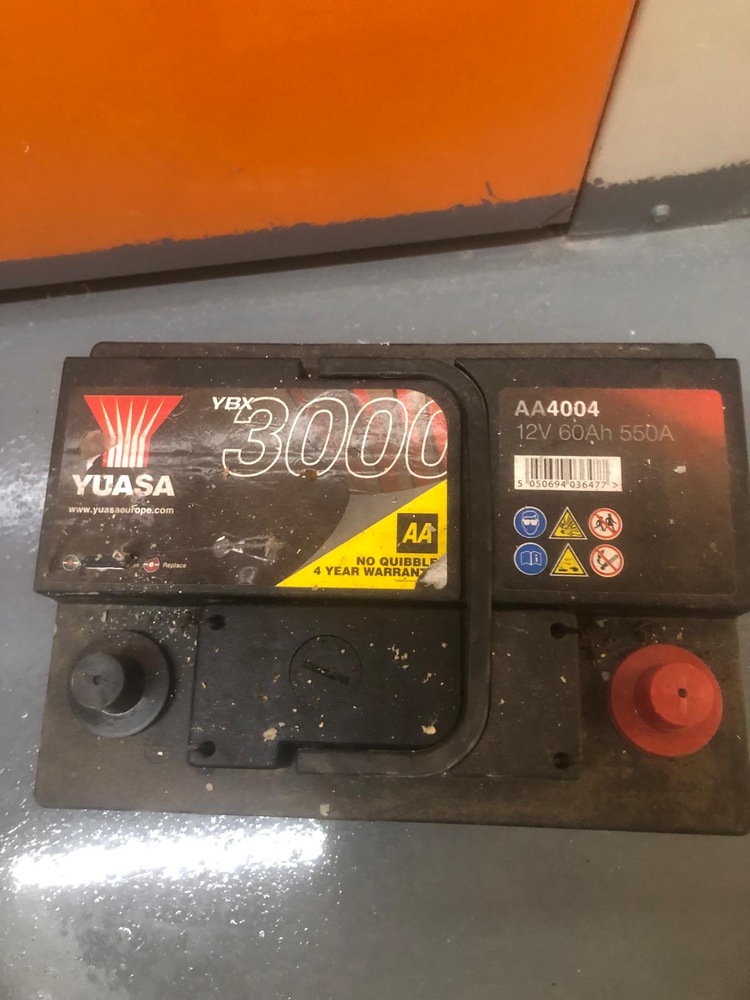 YUASA
www.yuasaeurope.com
Replace
YBX
3000
AA
NO QUIBBLE
4 YEAR WARRANT
AA4004
12V 60Ah 550A
5 050694 036477 >